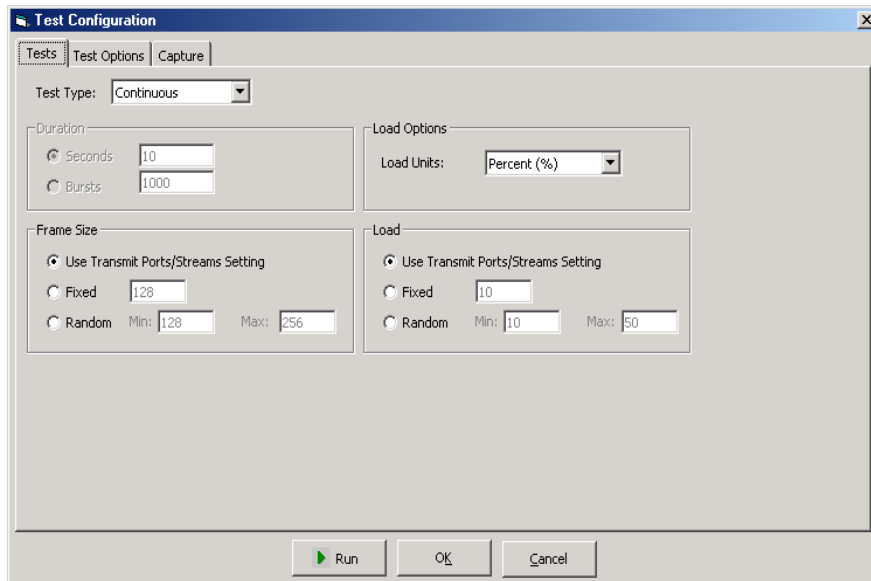 Test Configuration
Tests Test Options Capture
Test Type: Continuous
Duration
Seconds 10
Bursts 1000
Load Options
Load Units: Percent (%)
Frame Size
Use Transmit Ports/Streams Setting
Fixed 128
Random Min: 128 Max: 256
Load
Use Transmit Ports/Streams Setting
Fixed 10
Random Min: 10 Max: 50
Run OK Cancel